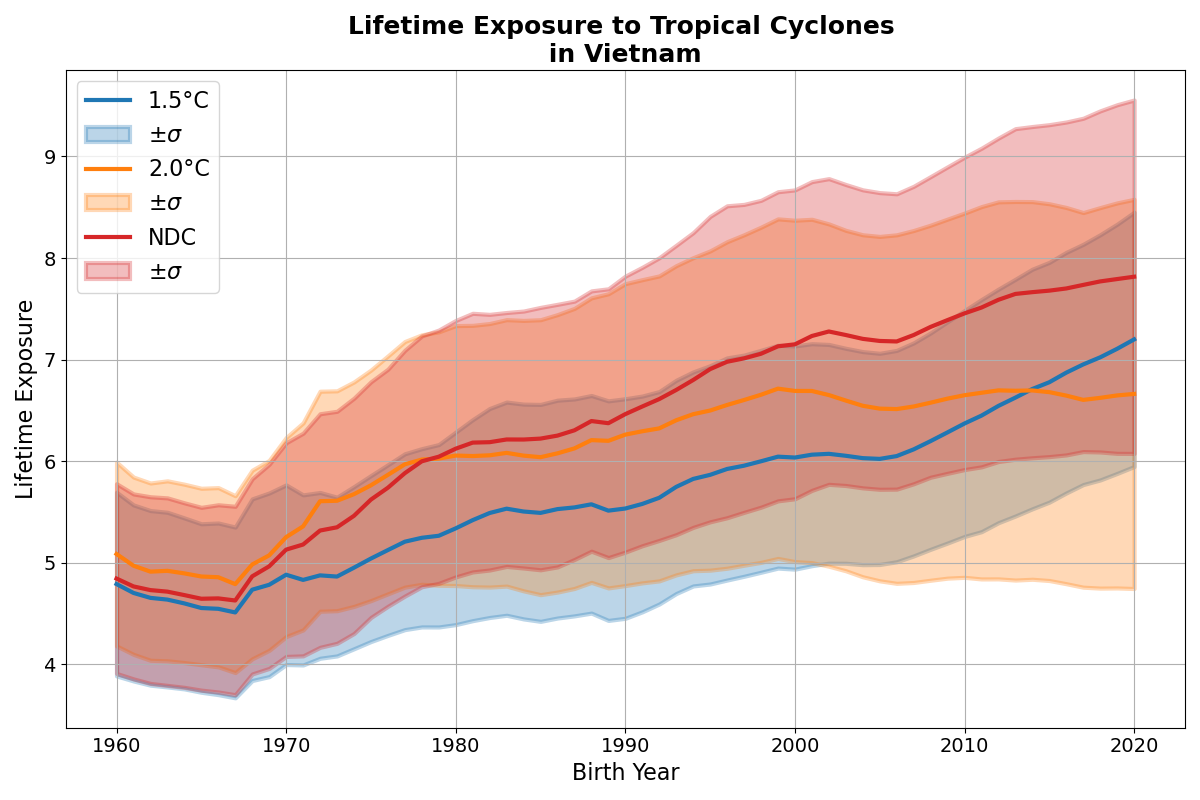 Lifetime Exposure to Tropical Cyclones
in Vietnam
1.5°C
±σ
2.0°C
±σ
NDC
±σ
Lifetime Exposure
9
8
7
6
5
4
1960 1970 1980 1990 2000 2010 2020
Birth Year